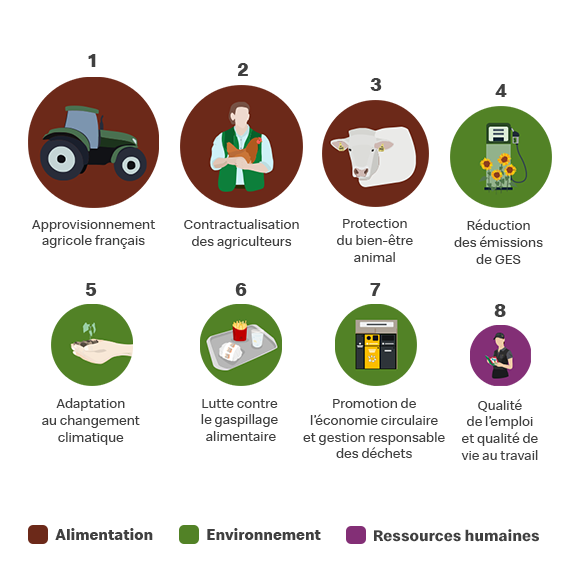 1
Approvisionnement
agricole français
2
Contractualisation
des agriculteurs
3
Protection
du bien-être
animal
4
Réduction
des émissions
de GES
5
Adaptation
au changement
climatique
6
Lutte contre
le gaspillage
alimentaire
7
Promotion de
l'économie circulaire
et gestion responsable
des déchets
8
Qualité
de l'emploi
et qualité de
vie au travail
Alimentation
Environnement
Ressources humaines